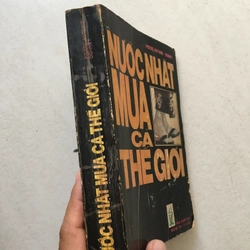 NƯỚC NHẬT
MUA
CẢ
THẾ GIỚI
NƯỚC NHẬT MUA CẢ THẾ GIỚI